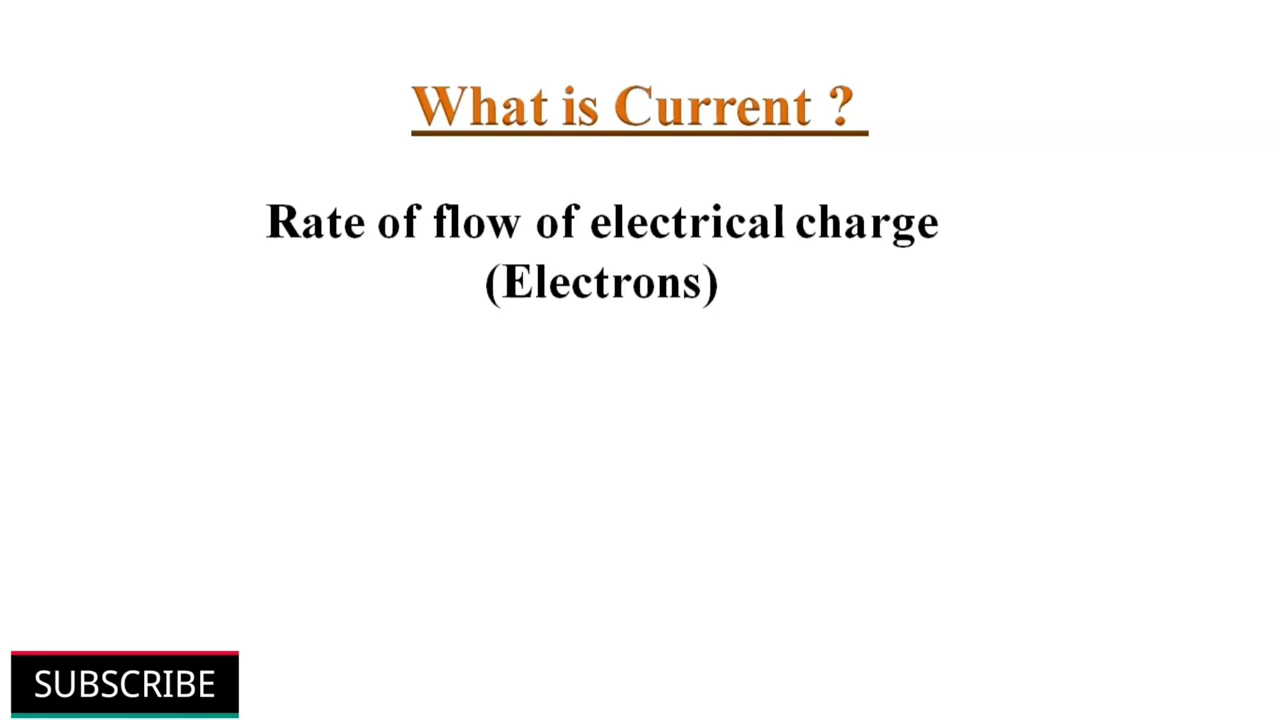 What is Current ?
Rate of flow of electrical charge
(Electrons)
SUBSCRIBE